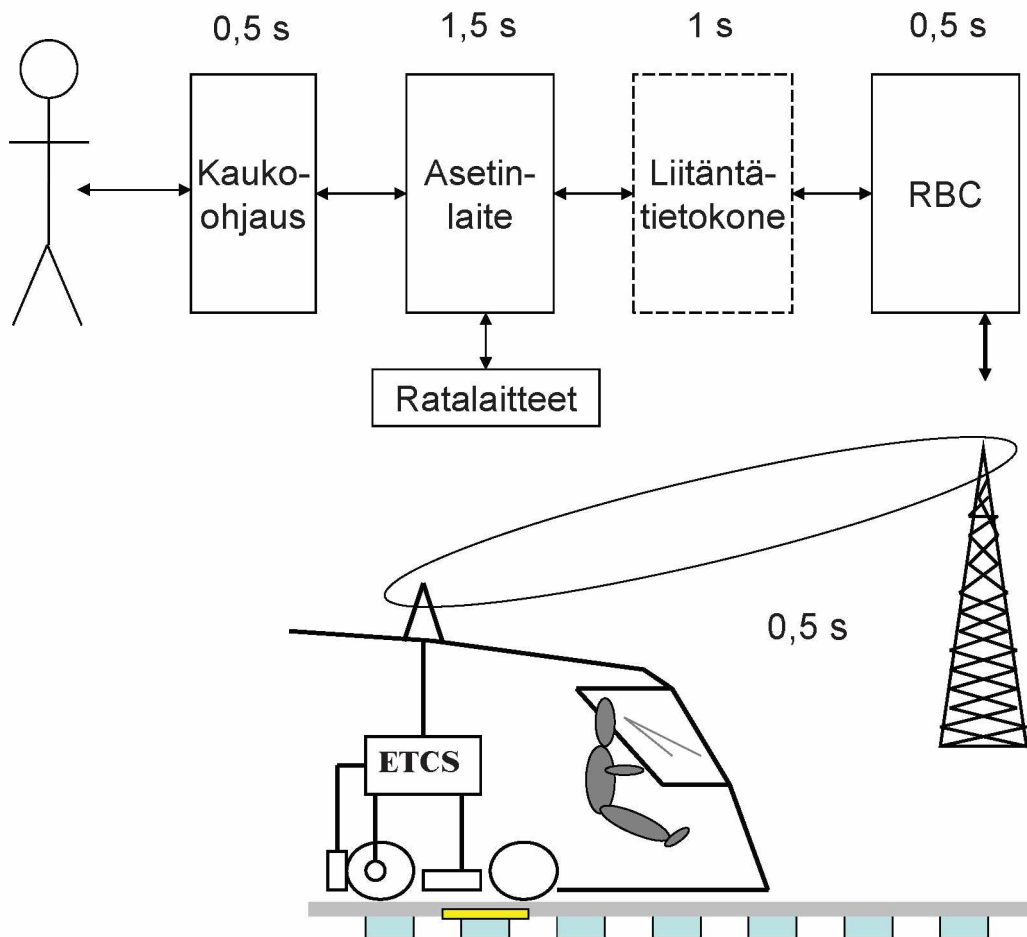 0,5 s
1,5 s
1 s
0,5 s
Kauko-
ohjaus
Asetin-
laite
Liitäntä-
tietokone
RBC
Ratalaitteet
0,5 s
ETCS